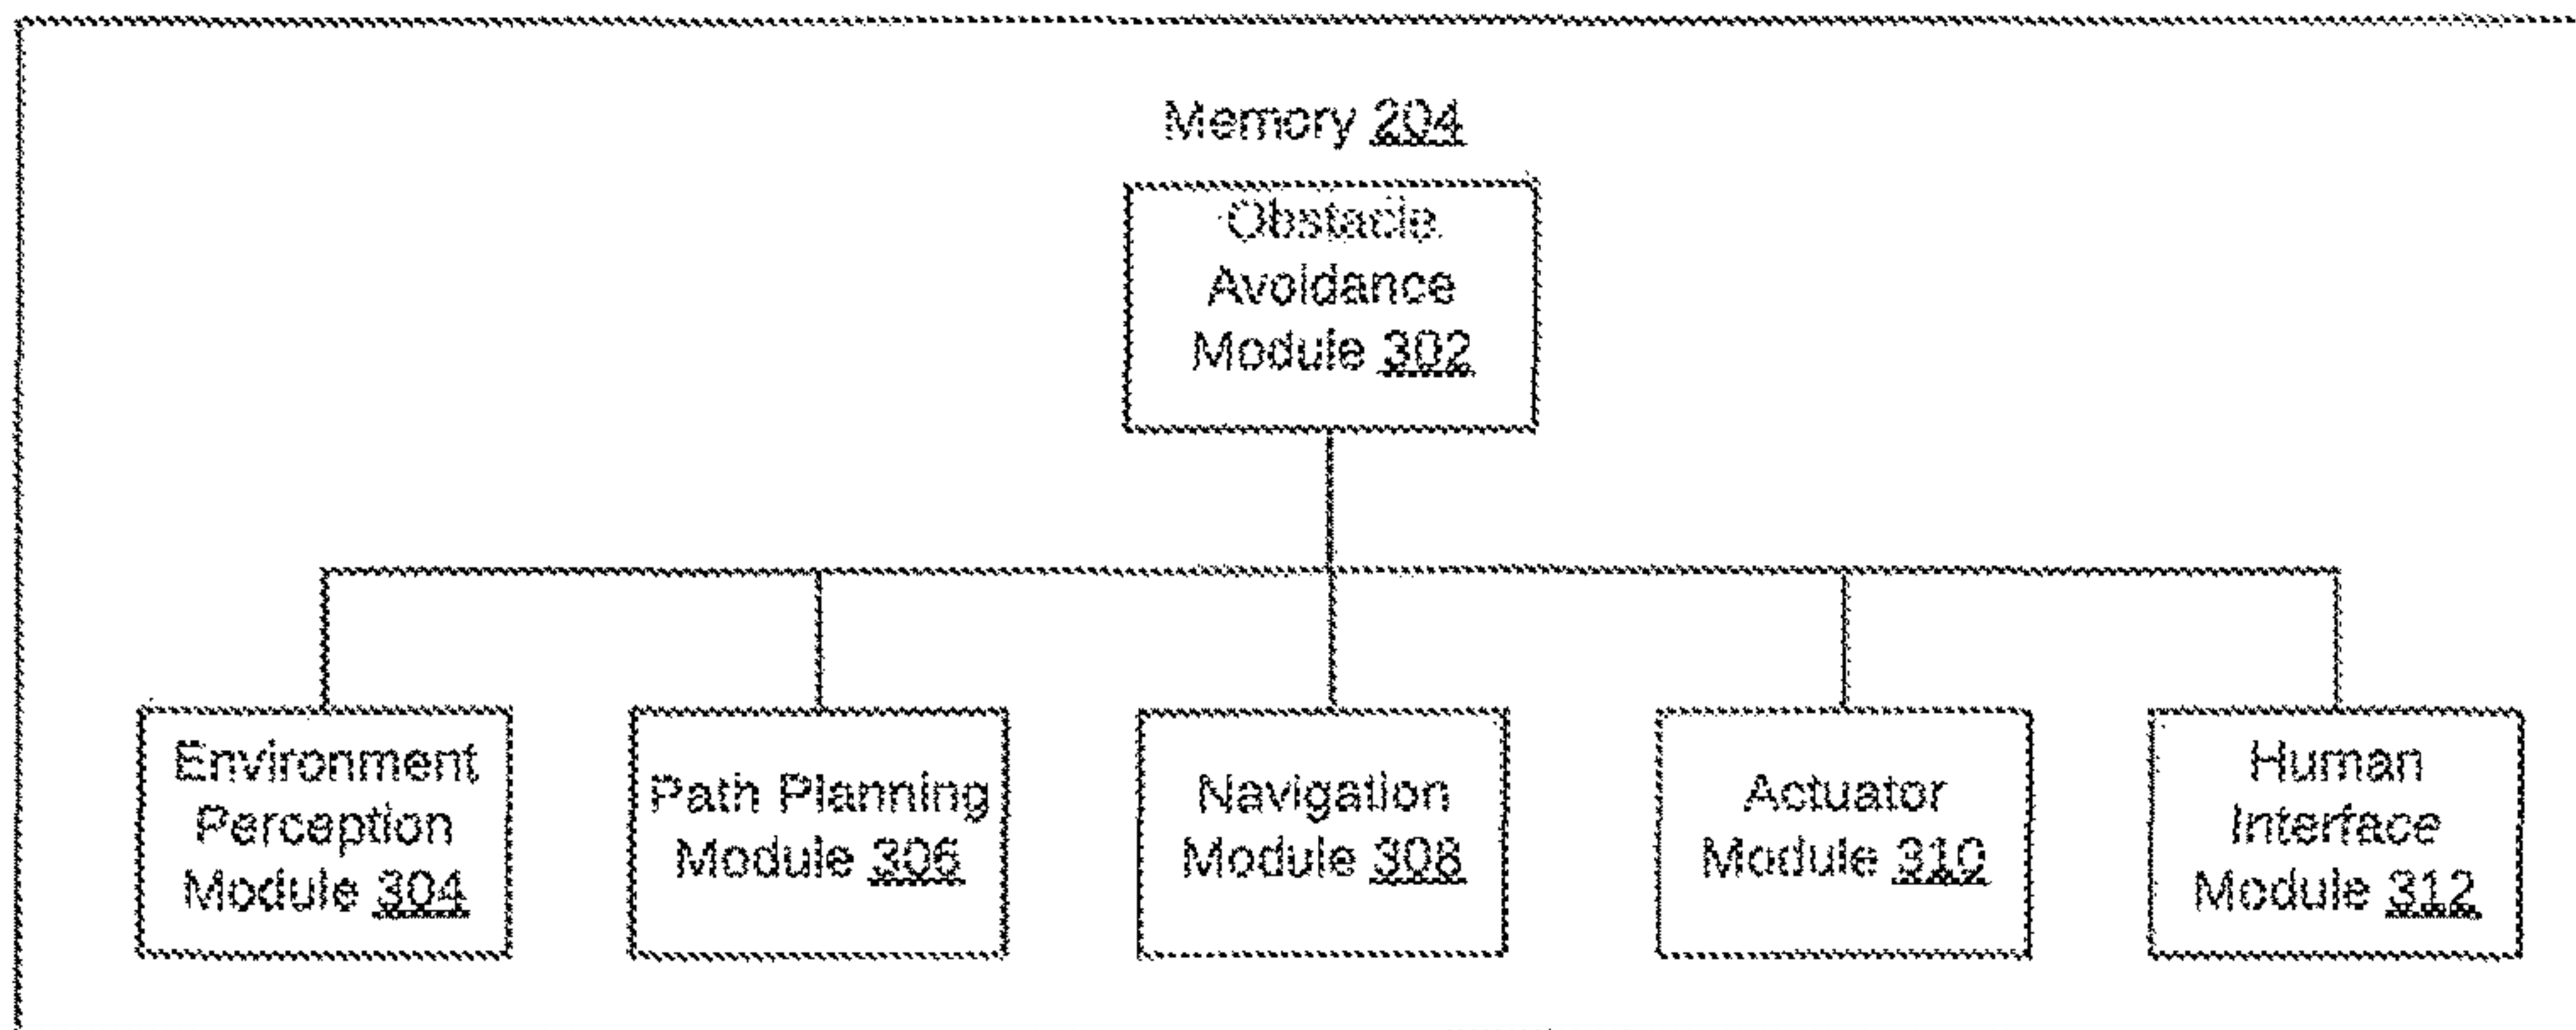 Memory 204
Obstacle
Avoidance
Module 302
Environment
Perception
Module 304
Path Planning
Module 306
Navigation
Module 308
Actuator
Module 310
Human
Interface
Module 312